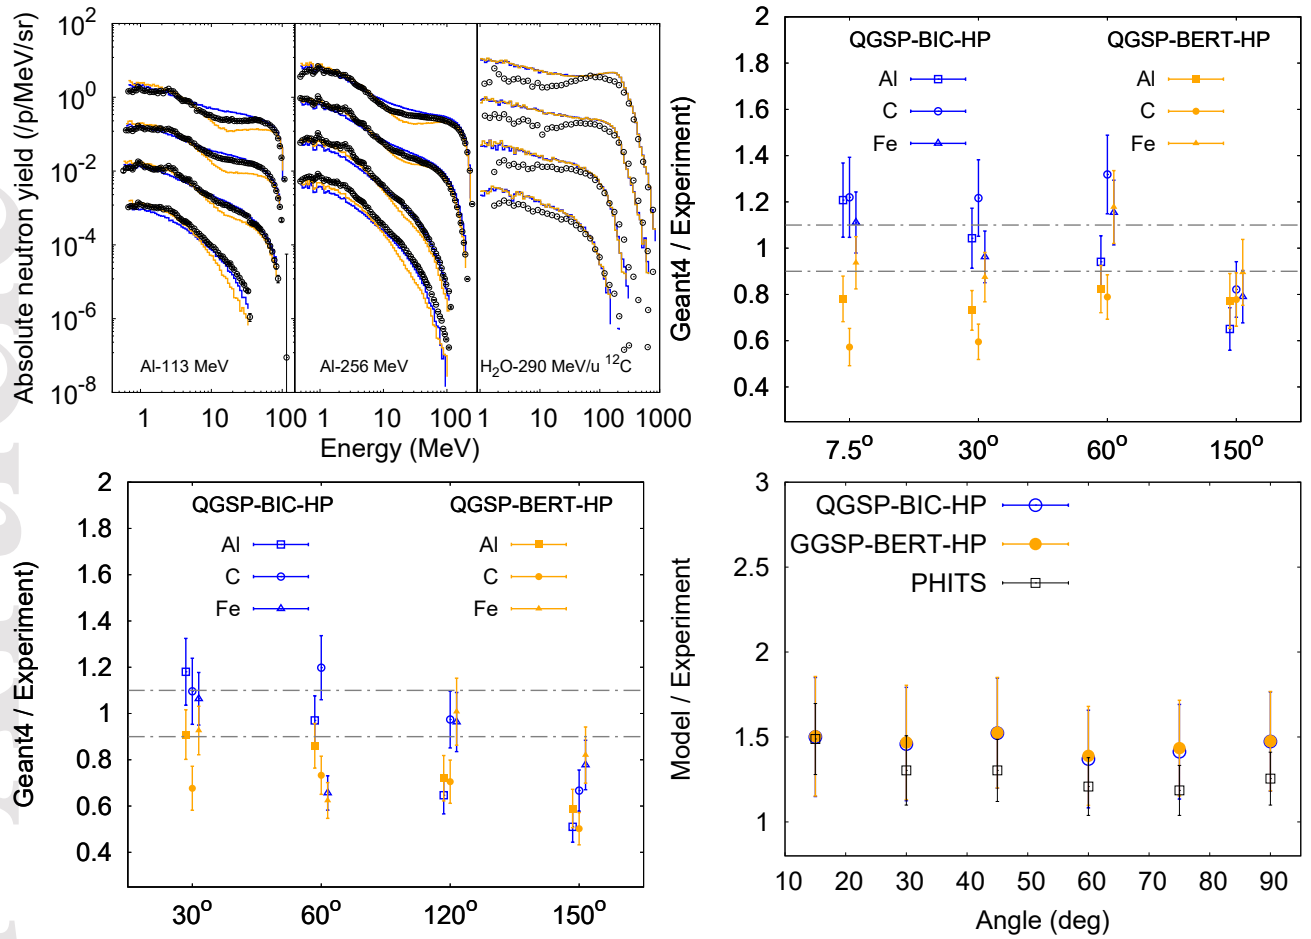 Absolute neutron yield (/p/MeV/sr)
10²
10⁰
10⁻²
10⁻⁴
10⁻⁶
10⁻⁸
Al-113 MeV
Al-256 MeV
H₂O-290 MeV/u ¹²C
1 10 100
1 10 100
1 10 100 1000
Energy (MeV)
Geant4 / Experiment)
2
1.8
1.6
1.4
1.2
1
0.8
0.6
0.4
QGSP-BIC-HP QGSP-BERT-HP
Al Al
C C
Fe Fe
7.5° 30° 60° 150°
Geant4 / Experiment)
2
1.8
1.6
1.4
1.2
1
0.8
0.6
0.4
QGSP-BIC-HP QGSP-BERT-HP
Al Al
C C
Fe Fe
30° 60° 120° 150°
Model / Experiment
3
2.5
2
1.5
1
QGSP-BIC-HP
GGSP-BERT-HP
PHITS
10 20 30 40 50 60 70 80 90
Angle (deg)